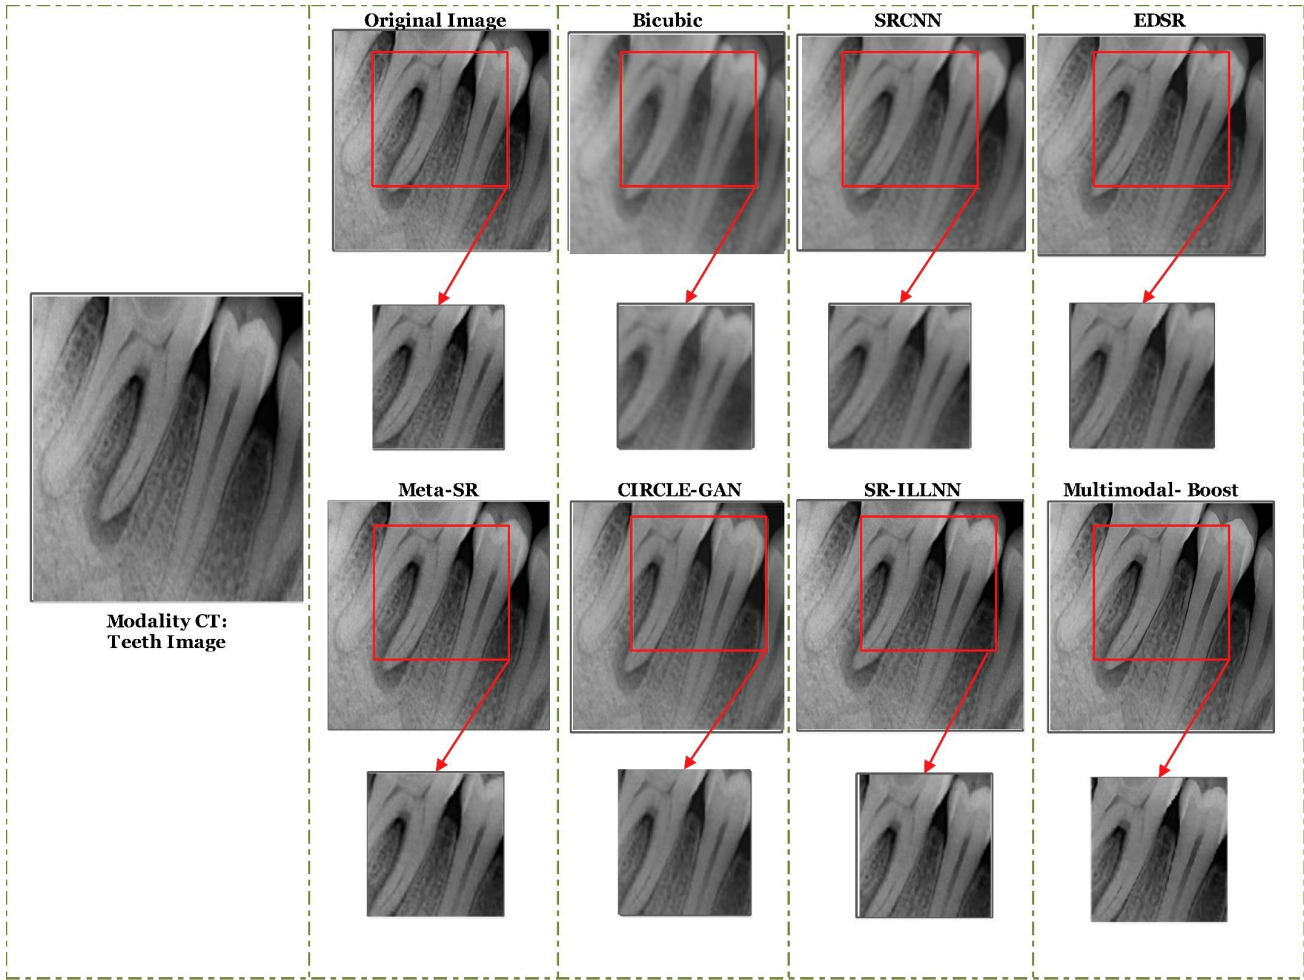 Original Image
Bicubic
SRCNN
EDSR
Modality CT:
Teeth Image
Meta-SR
CIRCLE-GAN
SR-ILLNN
Multimodal- Boost